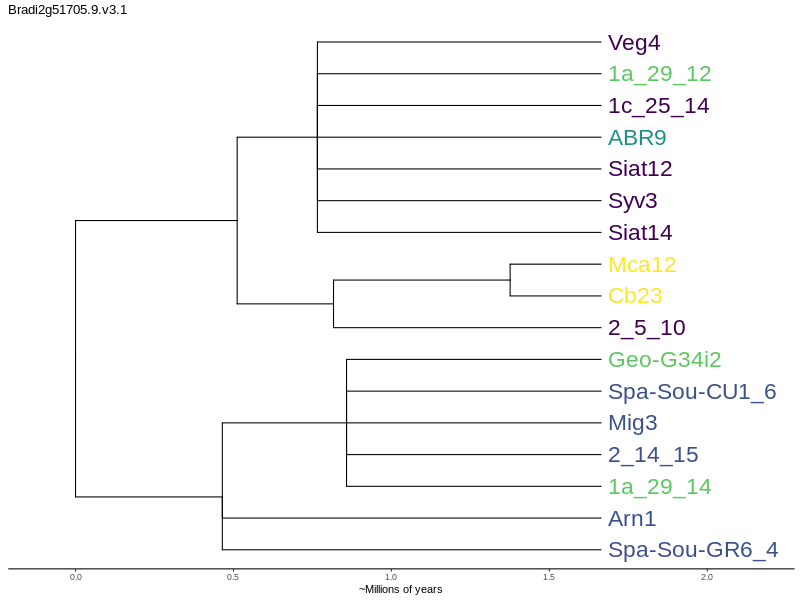 Bradi2g51705.9.v3.1
Veg4
1a_29_12
1c_25_14
ABR9
Siat12
Syv3
Siat14
Mca12
Cb23
2_5_10
Geo-G34i2
Spa-Sou-CU1_6
Mig3
2_14_15
1a_29_14
Arn1
Spa-Sou-GR6_4
0.0 0.5 1.0 1.5 2.0
~Millions of years